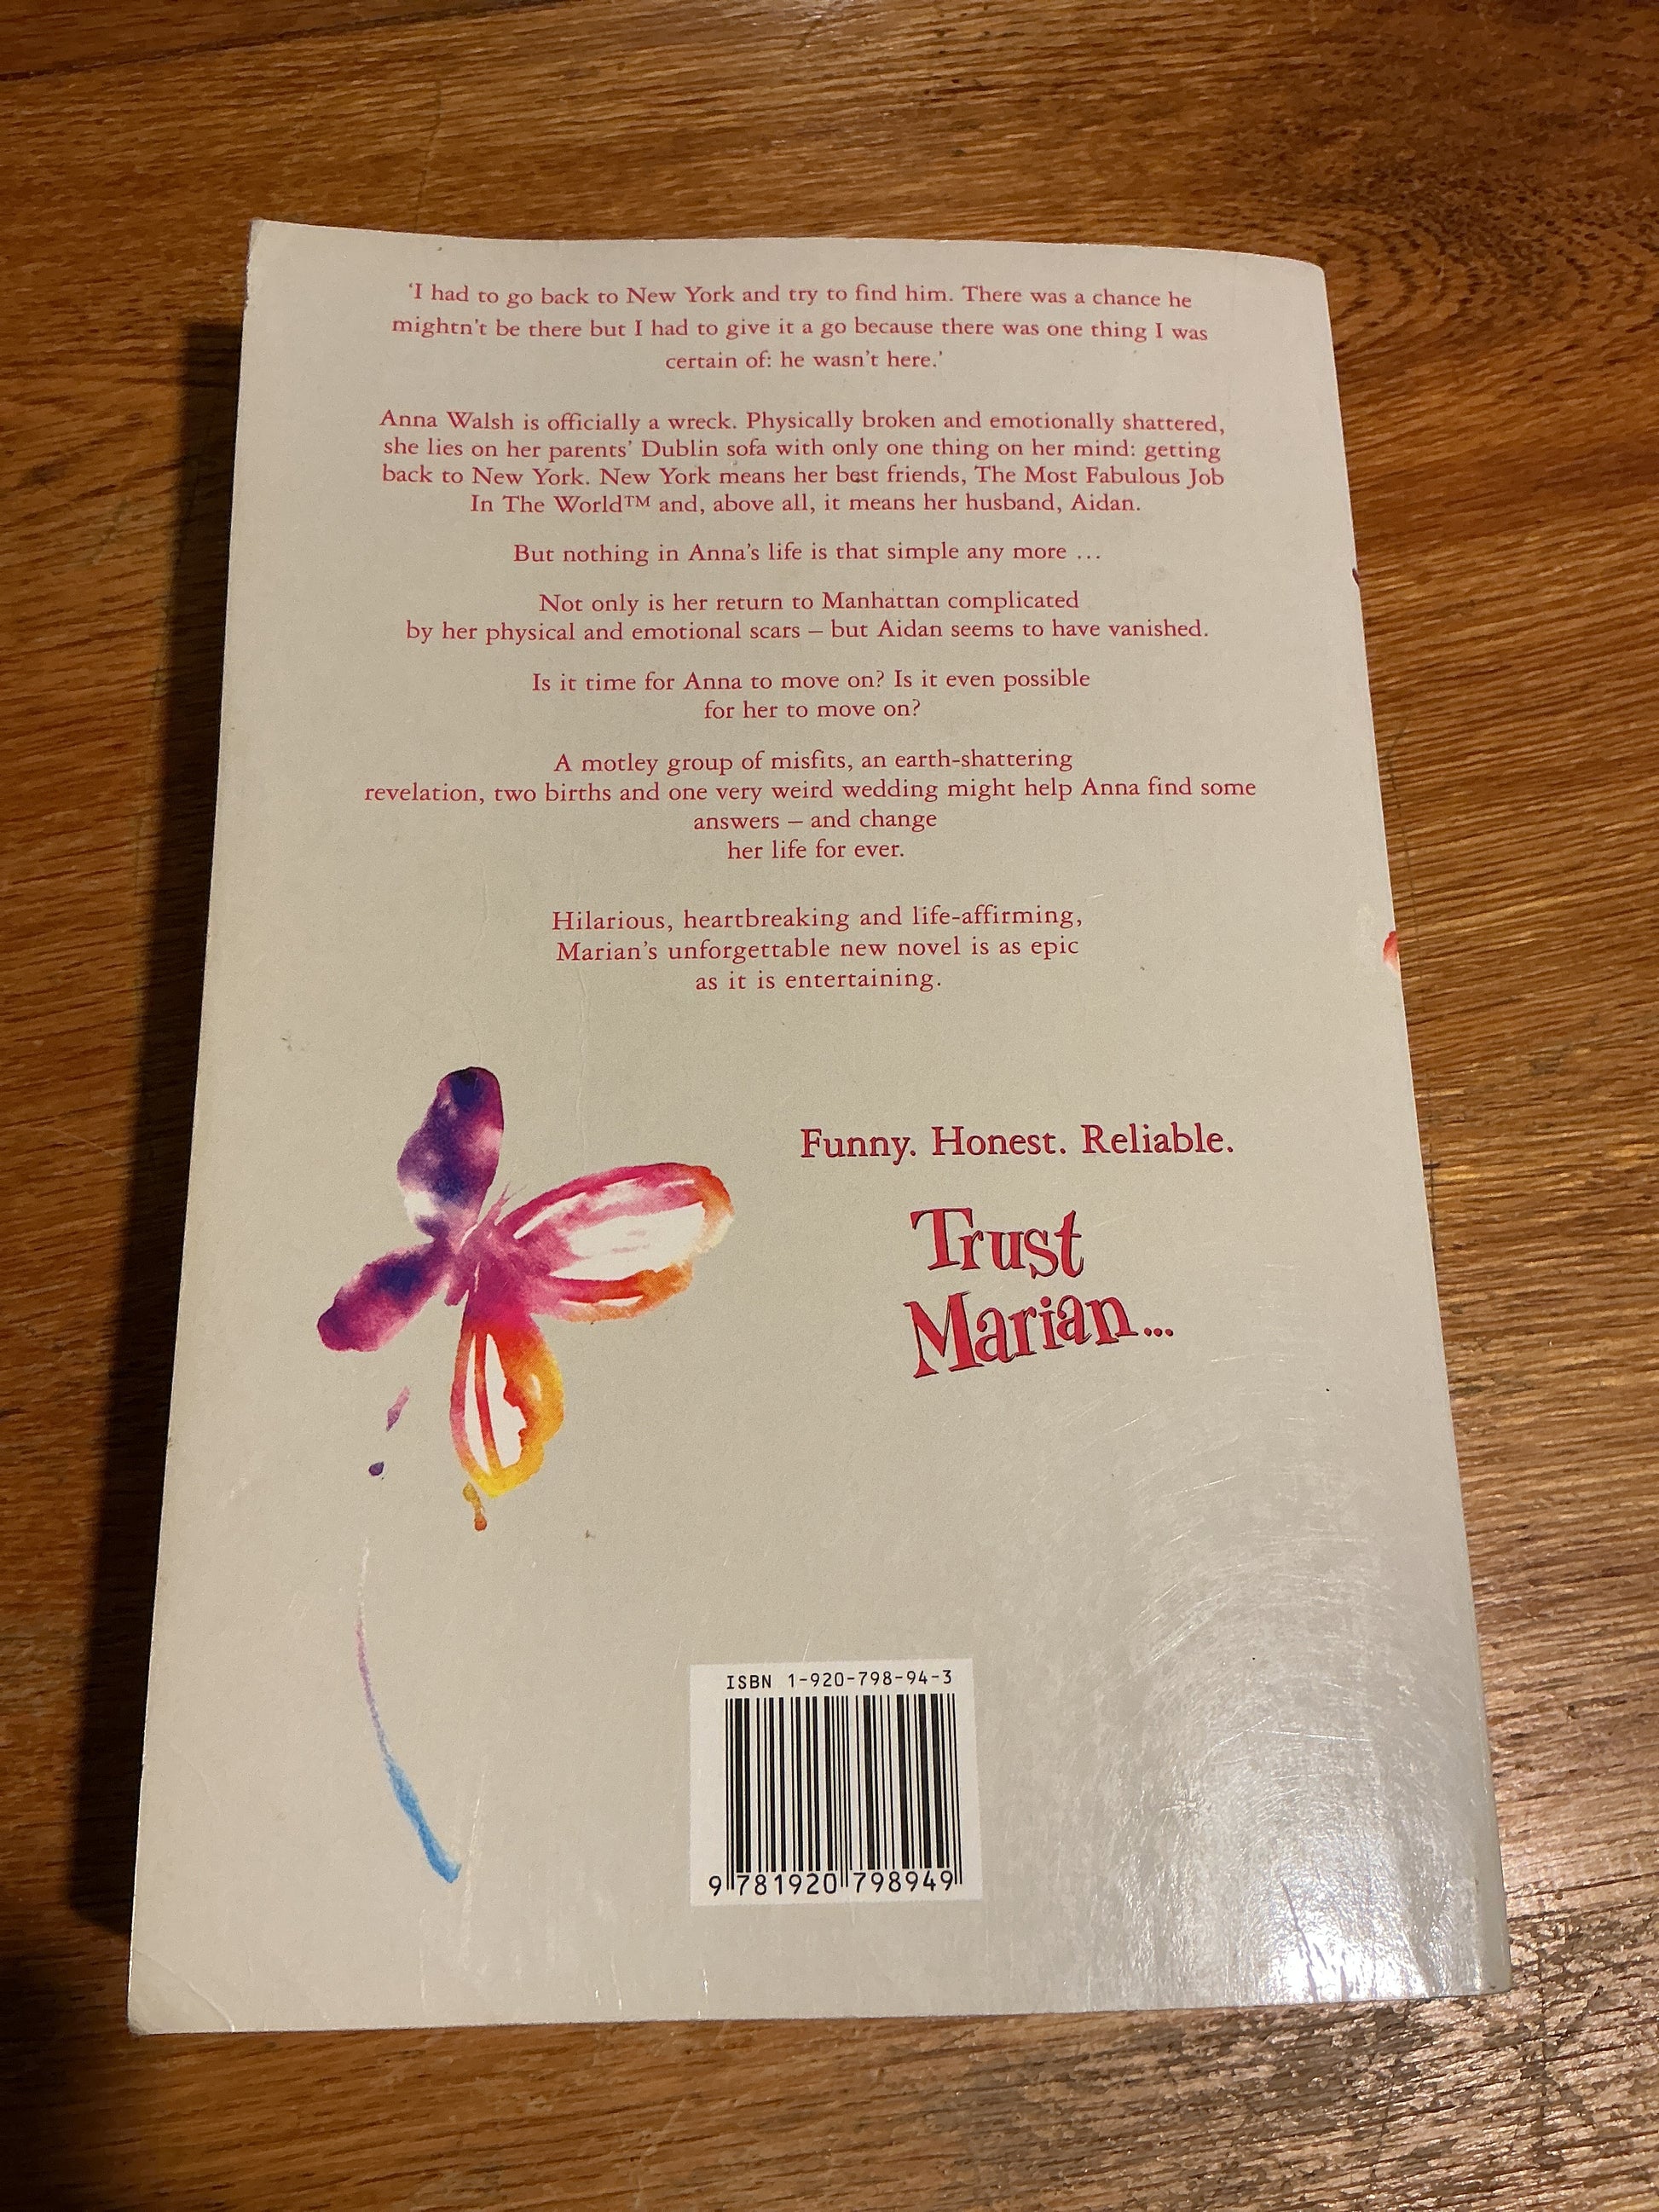 ‘I had to go back to New York and try to find him. There was a chance he
mightn't be there but I had to give it a go because there was one thing I was
certain of: he wasn't here.’
Anna Walsh is officially a wreck. Physically broken and emotionally shattered,
she lies on her parents’ Dublin sofa with only one thing on her mind: getting
back to New York. New York means her best friends, The Most Fabulous Job
In The World™ and, above all, it means her husband, Aidan.
But nothing in Anna’s life is that simple any more …
Not only is her return to Manhattan complicated
by her physical and emotional scars – but Aidan seems to have vanished.
Is it time for Anna to move on? Is it even possible
for her to move on?
A motley group of misfits, an earth-shattering
revelation, two births and one very weird wedding might help Anna find some
answers – and change
her life for ever.
Hilarious, heartbreaking and life-affirming,
Marian’s unforgettable new novel is as epic
as it is entertaining.
Funny. Honest. Reliable.
Trust
Marian...
ISBN 1-920-798-94-3
9 781920 798949